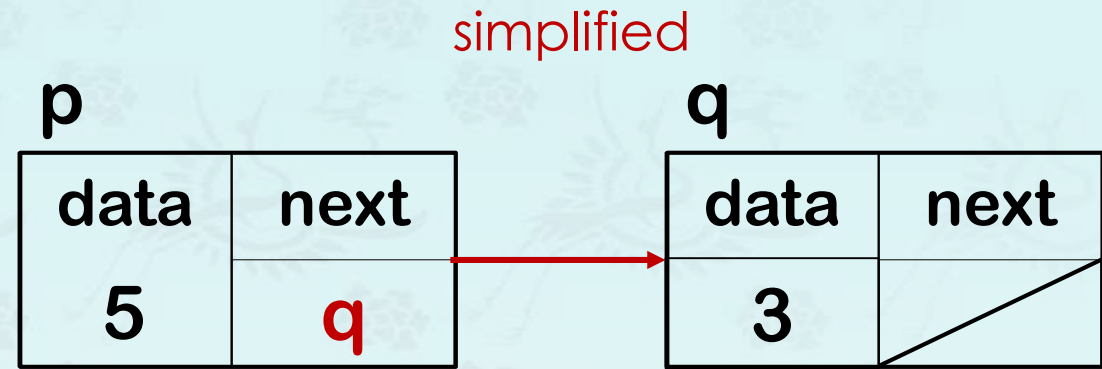 simplified
p q
data next data next
5 q 3